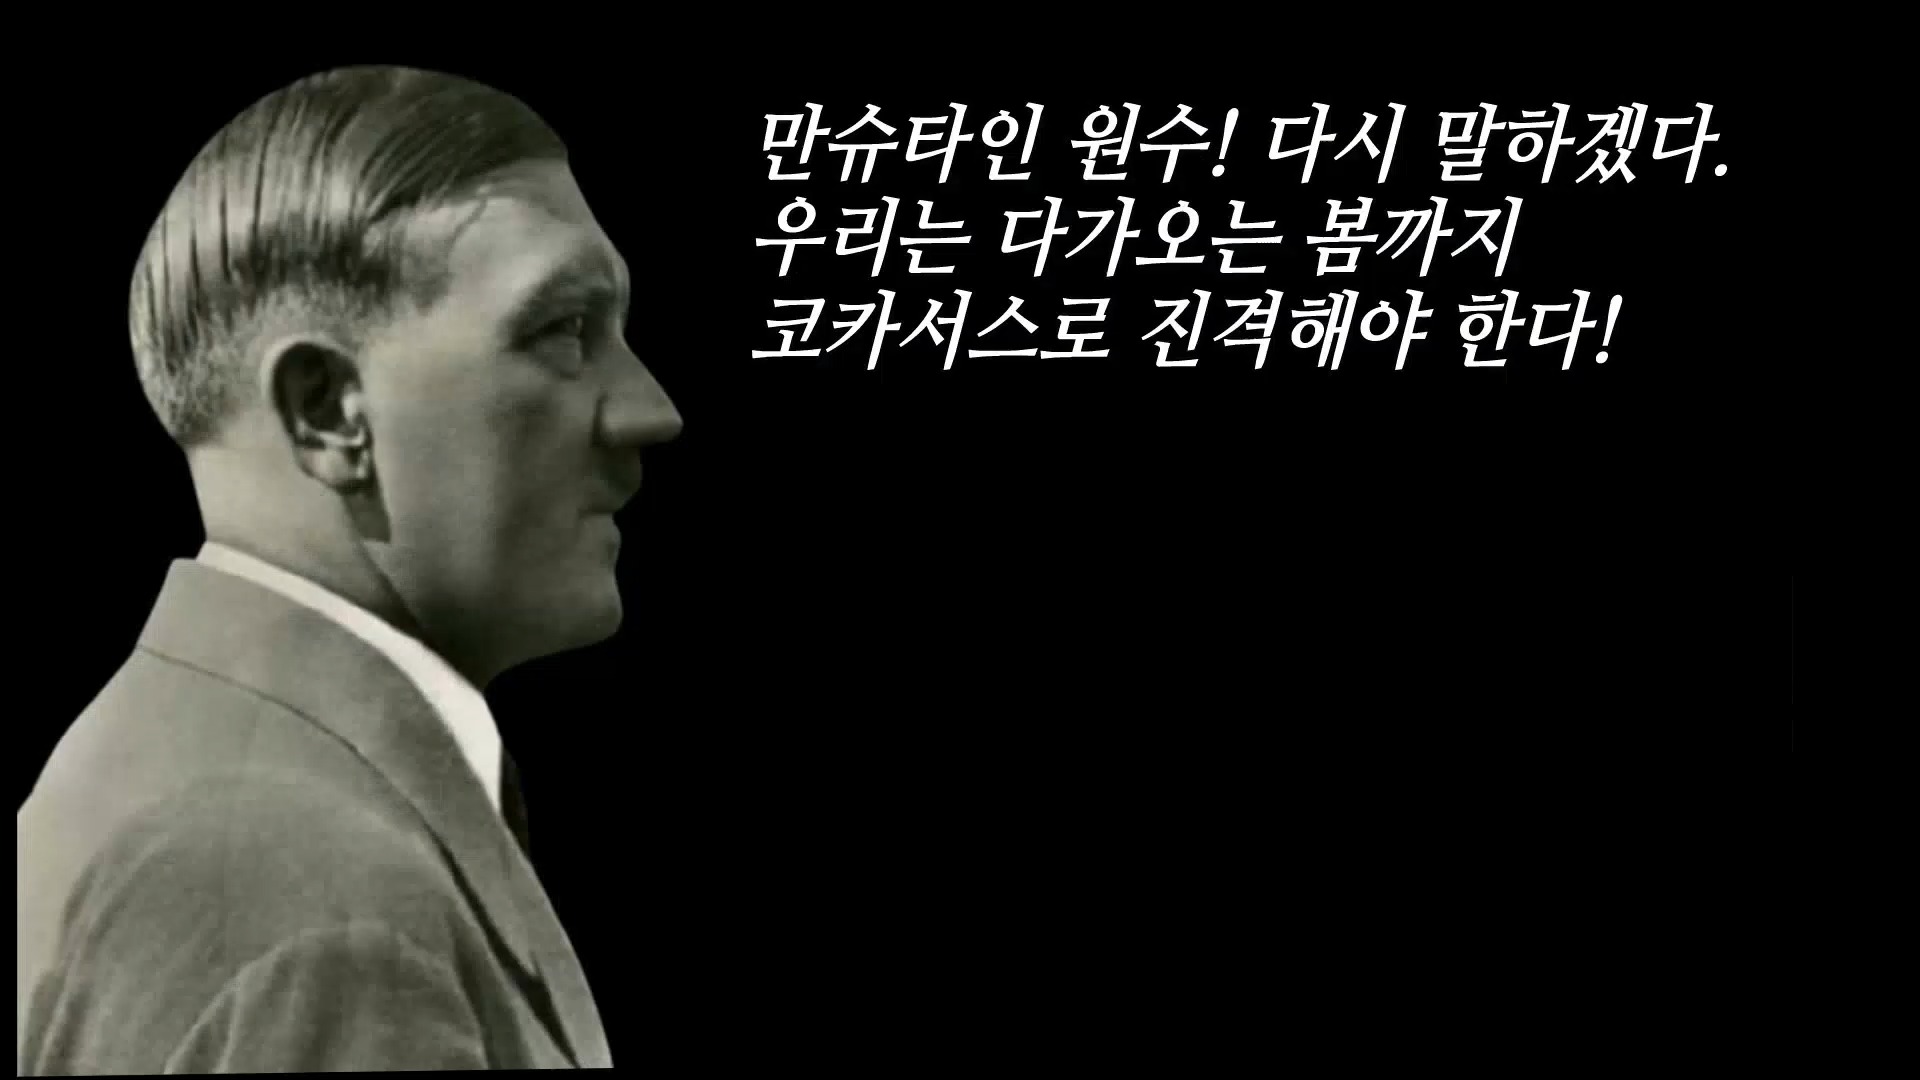 만슈타인 원수! 다시 말하겠다.
우리는 다가오는 봄까지
코카서스로 진격해야 한다!